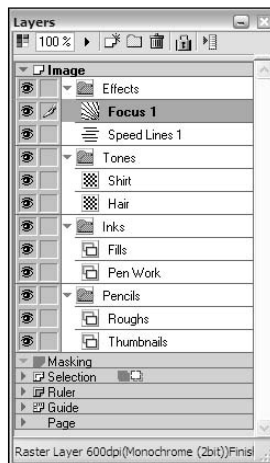 Layers
100 %
Image
Effects
Focus 1
Speed Lines 1
Tones
Shirt
Hair
Inks
Fills
Pen Work
Pencils
Roughs
Thumbnails
Masking
Selection
Ruler
Guide
Page
Raster Layer 600dpi(Monochrome (2bit))Finis